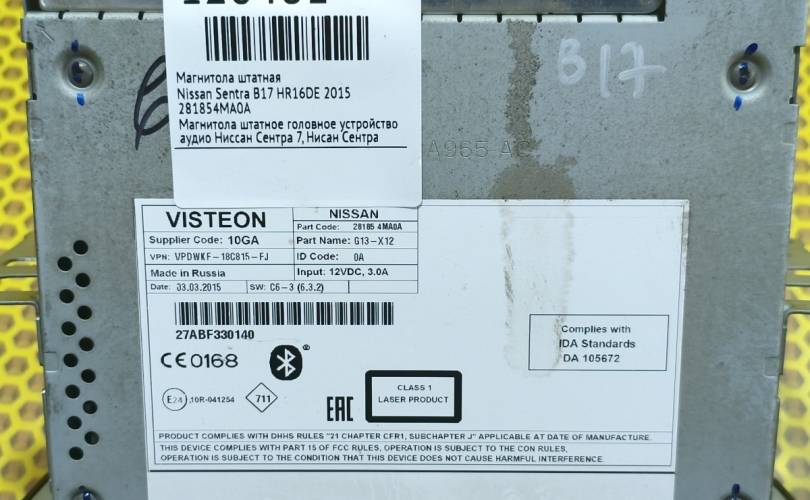 Магнитола штатная
Nissan Sentra B17 HR16DE 2015
281854MA0A
Магнитола штатное головное устройство
аудио Ниссан Сентра 7, Нисан Сентра
B17
A965 AC
VISTEON
NISSAN
Supplier Code: 10GA
Part Code: 28185 4MA0A
Part Name: G13-X12
VPN: VPDWKF-18C815-FJ
ID Code: 0A
Made in Russia
Input: 12VDC, 3.0A
Date: 03.03.2015
SW: C6-3 (6.3.2)
27ABF330140
CE0168
Complies with
IDA Standards
DA 105672
E24 10R-041254
711
EAC
CLASS 1
LASER PRODUCT
PRODUCT COMPLIES WITH DHHS RULES "21 CHAPTER CFR1, SUBCHAPTER J" APPLICABLE AT DATE OF MANUFACTURE.
THIS DEVICE COMPLIES WITH PART 15 OF FCC RULES, OPERATION IS SUBJECT TO THE CON RULES,
OPERATION IS SUBJECT TO THE CONDITION THAT THIS DEVICE DOES NOT CAUSE HARMFUL INTERFERENCE.